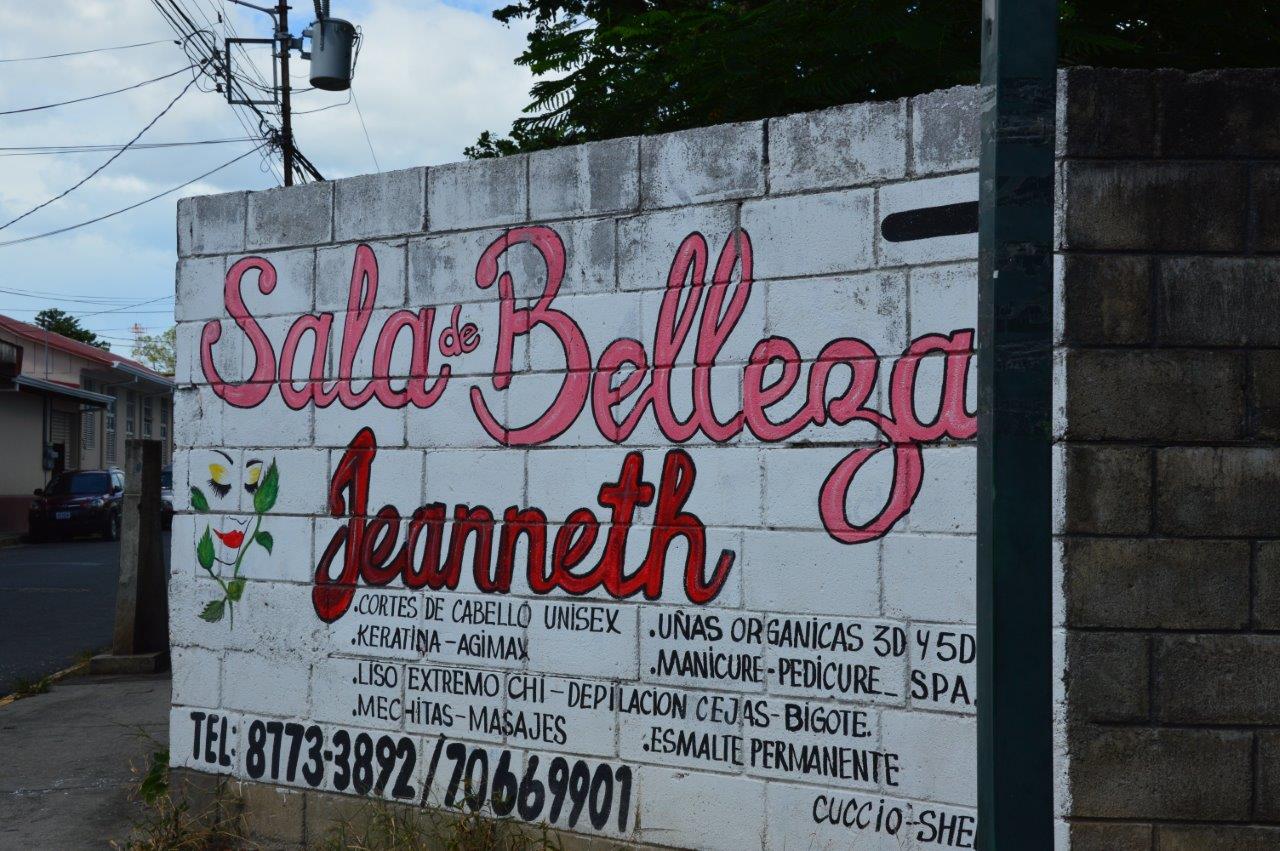 Sala de Belleza
Jeanneth
.CORTES DE CABELLO UNISEX
.KERATINA-AGIMAX
.LISO EXTREMO CHI-DEPILACION CEJAS-BIGOTE.
.MECHITAS-MASAJES
.UÑAS ORGANICAS 3D Y 5D
.MANICURE-PEDICURE_ SPA.
.ESMALTE PERMANENTE
CUCCIO-SHE
TEL: 8773-3892/70669901